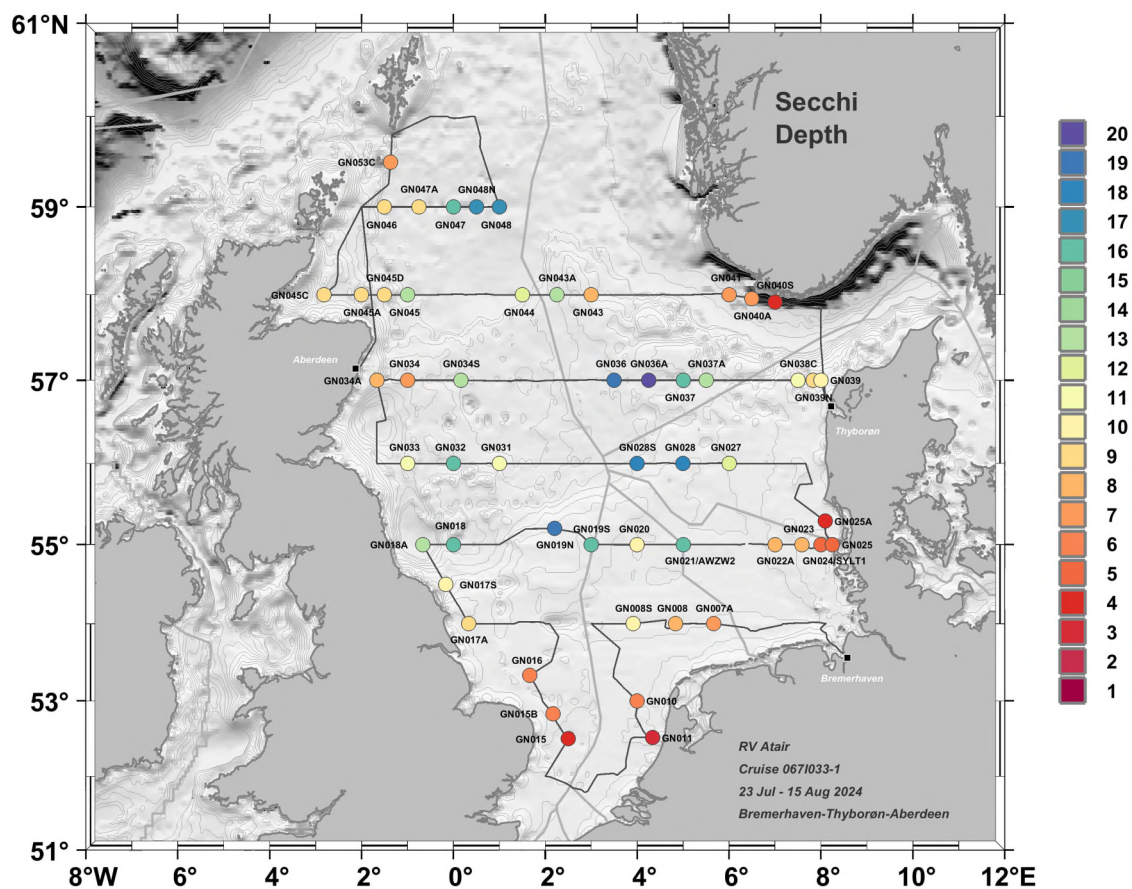 61°N
Secchi
Depth
20
19
GN053C
18
GN047A GN048N
17
59°
GN046 GN047 GN048
16
15
GN045D GN043A GN041 GN040S
14
GN045C GN045A GN045 GN044 GN043 GN040A
13
Aberdeen GN034 GN034S GN036 GN036A GN037A GN038C
12
57° GN034A GN037 GN039
GN039N
11
Thyborøn
10
GN033 GN032 GN031 GN028S GN028 GN027
9
8
GN018 GN019S GN020 GN023 GN025A
7
55° GN018A GN019N GN025
GN021/AWZW2 GN022A GN024/SYLT1
6
GN017S
5
GN008S GN008 GN007A
4
GN017A
3
GN016 Bremerhaven
2
53° GN015B GN010
1
GN015 GN011
RV Atair
Cruise 067I033-1
23 Jul - 15 Aug 2024
Bremerhaven-Thyborøn-Aberdeen
51°
8°W 6° 4° 2° 0° 2° 4° 6° 8° 10° 12°E